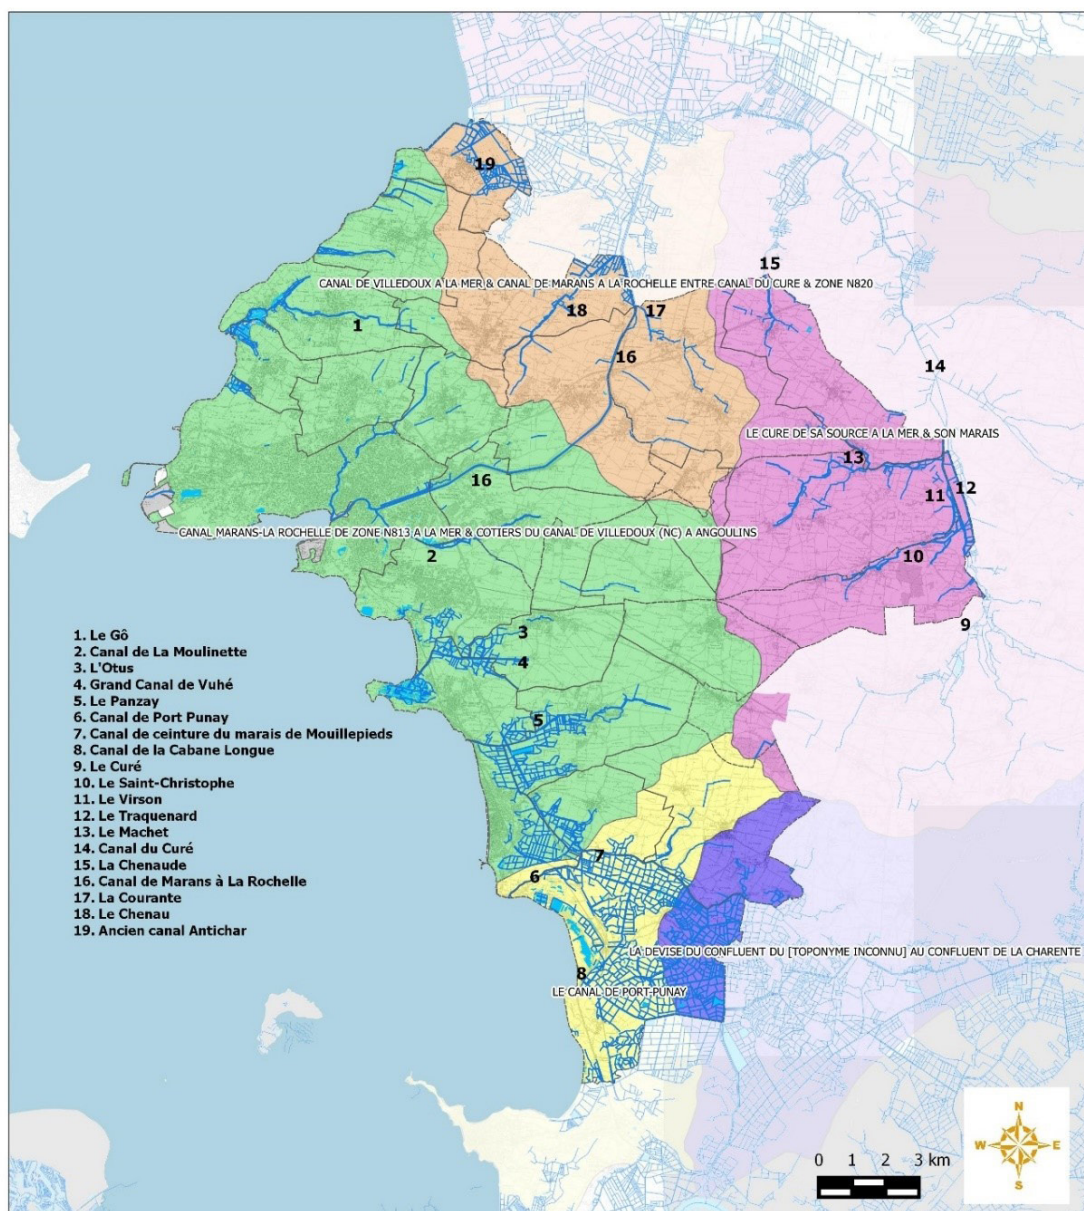 19
15
CANAL DE VILLEDOUX A LA MER & CANAL DE MARANS A LA ROCHELLE ENTRE CANAL DU CURE & ZONE N820
18
17
1
16
14
LE CURE DE SA SOURCE A LA MER & SON MARAIS
13
16
11
12
CANAL MARANS-LA ROCHELLE DE ZONE N813 A LA MER & COTIERS DU CANAL DE VILLEDOUX (NC) A ANGOULINS
2
10
3
9
4
5
7
6
LA DEVISE DU CONFLUENT DU [TOPONYME INCONNU] AU CONFLUENT DE LA CHARENTE
8
LE CANAL DE PORT-PUNAY
1. Le Gô
2. Canal de La Moulinette
3. L'Otus
4. Grand Canal de Vuhé
5. Le Panzay
6. Canal de Port Punay
7. Canal de ceinture du marais de Mouillepieds
8. Canal de la Cabane Longue
9. Le Curé
10. Le Saint-Christophe
11. Le Virson
12. Le Traquenard
13. Le Machet
14. Canal du Curé
15. La Chenaude
16. Canal de Marans à La Rochelle
17. La Courante
18. Le Chenau
19. Ancien canal Antichar
N
W E
S
0 1 2 3 km